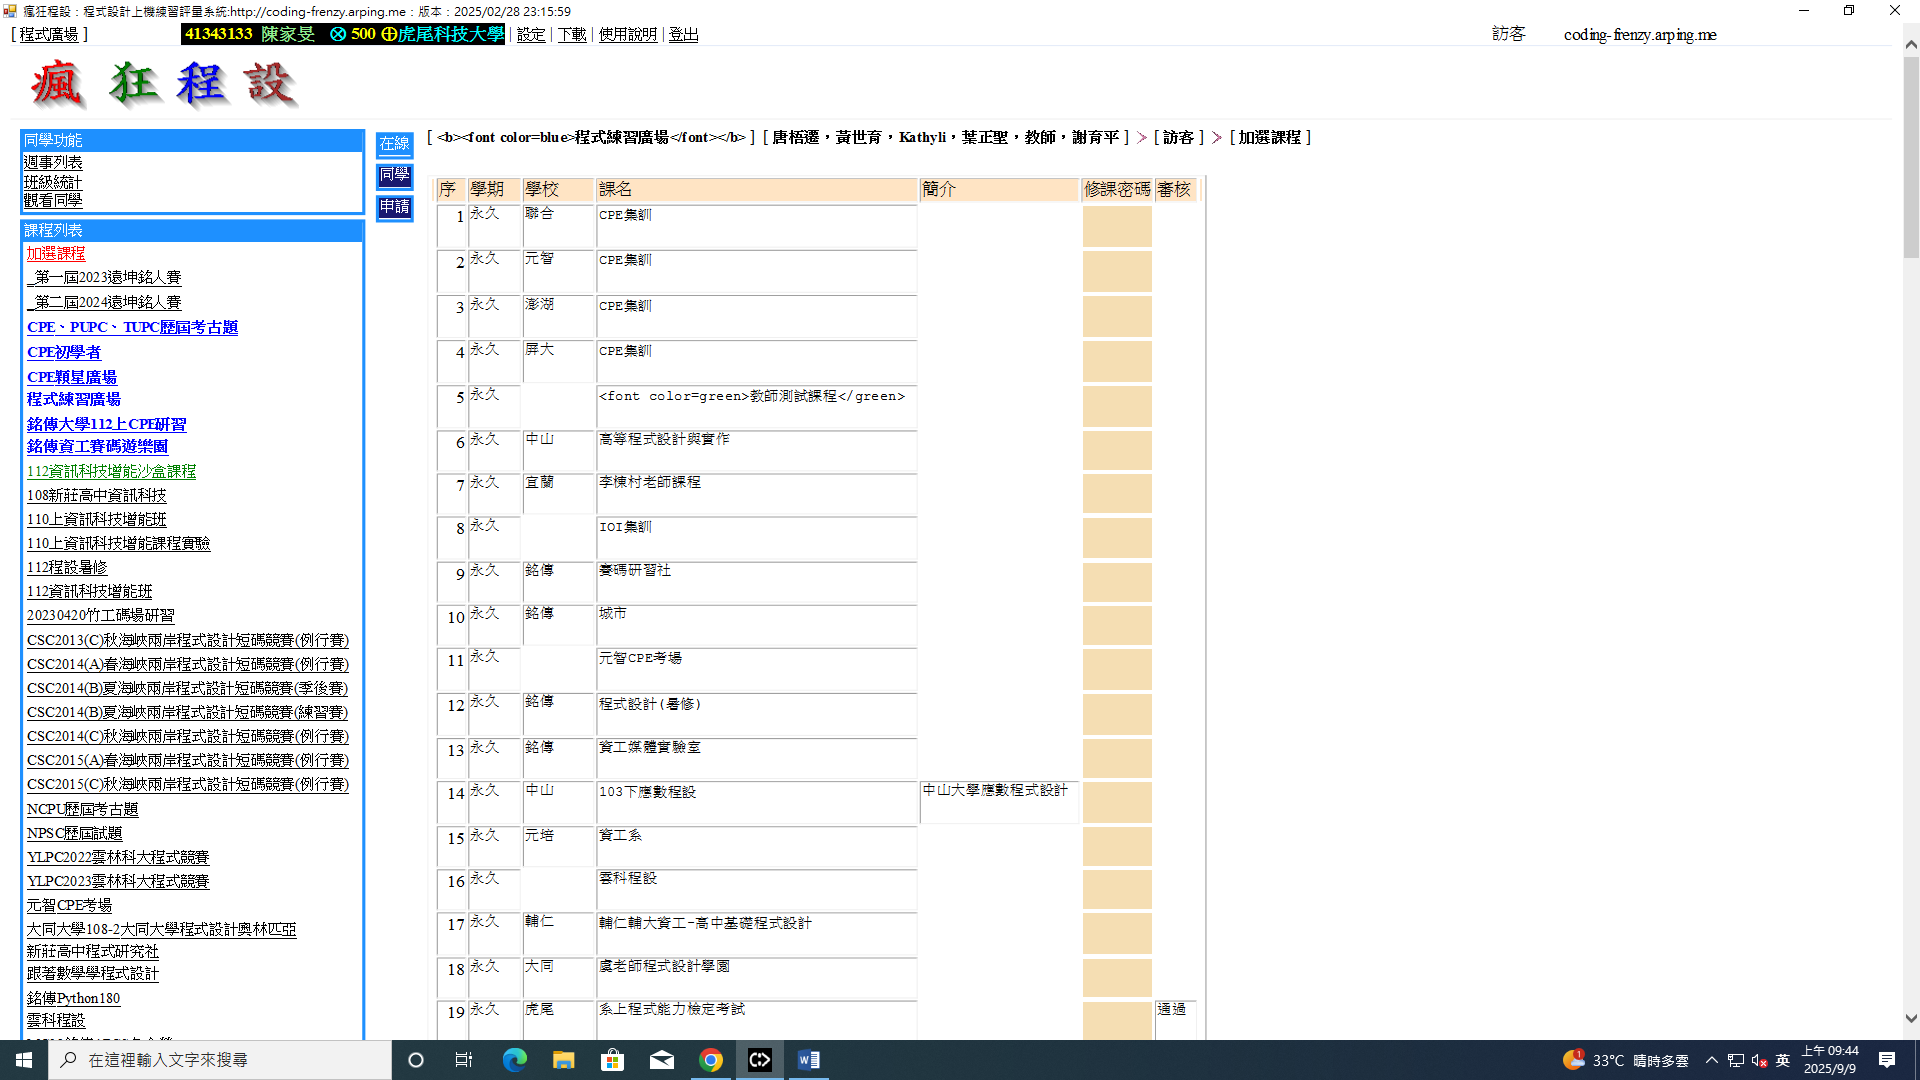 瘋狂程設：程式設計上機練習評量系統:http://coding-frenzy.arping.me：版本：2025/02/28 23:15:59
[ 程式廣場 ] 41343133 陳家旻 ⊗ 500 ⊕虎尾科技大學 | 設定 | 下載 | 使用說明 | 登出 訪客 coding-frenzy.arping.me
瘋狂程設
同學功能
週事列表
班級統計
觀看同學
課程列表
加選課程
_第一屆2023遠坤銘人賽
_第二屆2024遠坤銘人賽
CPE、PUPC、TUPC歷屆考古題
CPE初學者
CPE顆星廣場
程式練習廣場
銘傳大學112上CPE研習
銘傳資工賽碼遊樂園
112資訊科技增能沙盒課程
108新莊高中資訊科技
110上資訊科技增能班
110上資訊科技增能課程實驗
112程設暑修
112資訊科技增能班
20230420竹工碼場研習
CSC2013(C)秋海峽兩岸程式設計短碼競賽(例行賽)
CSC2014(A)春海峽兩岸程式設計短碼競賽(例行賽)
CSC2014(B)夏海峽兩岸程式設計短碼競賽(季後賽)
CSC2014(B)夏海峽兩岸程式設計短碼競賽(練習賽)
CSC2014(C)秋海峽兩岸程式設計短碼競賽(例行賽)
CSC2015(A)春海峽兩岸程式設計短碼競賽(例行賽)
CSC2015(C)秋海峽兩岸程式設計短碼競賽(例行賽)
NCPU歷屆考古題
NPSC歷屆試題
YLPC2022雲林科大程式競賽
YLPC2023雲林科大程式競賽
元智CPE考場
大同大學108-2大同大學程式設計奧林匹亞
新莊高中程式研究社
跟著數學學程式設計
銘傳Python180
雲科程設
在線
同學
申請
[ <b><font color=blue>程式練習廣場</font></b> ] [ 唐梧遷，黃世育，Kathyli，葉正聖，教師，謝育平 ] > [ 訪客 ] > [ 加選課程 ]
序 學期 學校 課名 簡介 修課密碼 審核
1 永久 聯合 CPE集訓
2 永久 元智 CPE集訓
3 永久 澎湖 CPE集訓
4 永久 屏大 CPE集訓
5 永久 <font color=green>教師測試課程</green>
6 永久 中山 高等程式設計與實作
7 永久 宜蘭 李棟村老師課程
8 永久 IOI集訓
9 永久 銘傳 賽碼研習社
10 永久 銘傳 城市
11 永久 元智CPE考場
12 永久 銘傳 程式設計(暑修)
13 永久 銘傳 資工媒體實驗室
14 永久 中山 103下應數程設 中山大學應數程式設計
15 永久 元培 資工系
16 永久 雲科程設
17 永久 輔仁 輔仁輔大資工-高中基礎程式設計
18 永久 大同 虞老師程式設計學園
19 永久 虎尾 系上程式能力檢定考試 通過
在這裡輸入文字來搜尋
1 33°C 晴時多雲 英 上午 09:44
2025/9/9